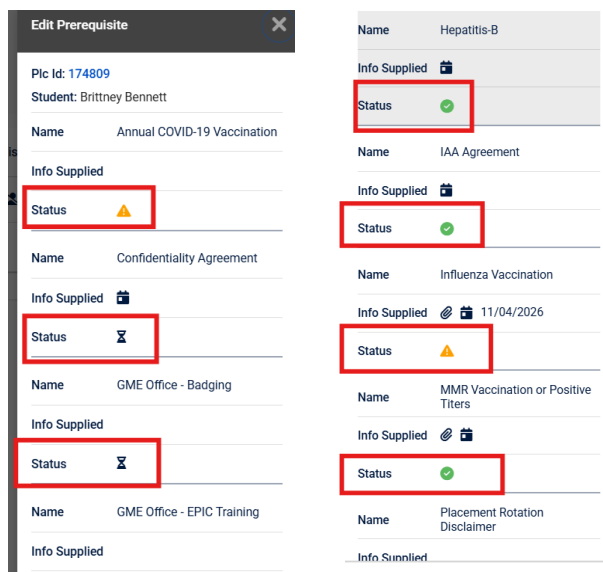 Edit Prerequisite
Plc Id: 174809
Student: Brittney Bennett
Name Annual COVID-19 Vaccination
Info Supplied
Status
Name Confidentiality Agreement
Info Supplied
Status
Name GME Office - Badging
Info Supplied
Status
Name GME Office - EPIC Training
Info Supplied
Name Hepatitis-B
Info Supplied
Status
Name IAA Agreement
Info Supplied
Status
Name Influenza Vaccination
Info Supplied 11/04/2026
Status
Name MMR Vaccination or Positive
Titers
Info Supplied
Status
Name Placement Rotation
Disclaimer
Info Supplied